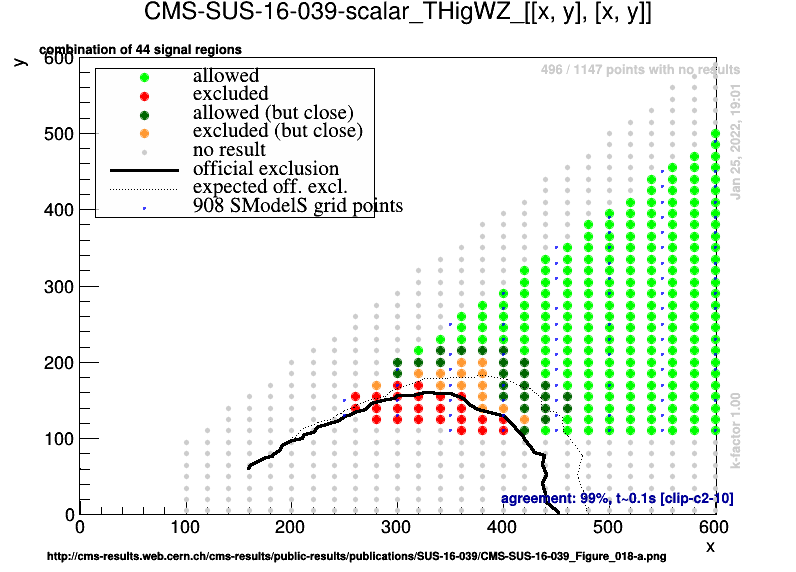 CMS-SUS-16-039-scalar_THigWZ_[[x, y], [x, y]]
combination of 44 signal regions
y
600
500
400
300
200
100
0
496 / 1147 points with no results
allowed
excluded
allowed (but close)
excluded (but close)
no result
official exclusion
expected off. excl.
908 SModelS grid points
Jan 25, 2022, 19:01
k-factor 1.00
agreement: 99%, t~0.1s [clip-c2-10]
0 100 200 300 400 500 600
x
http://cms-results.web.cern.ch/cms-results/public-results/publications/SUS-16-039/CMS-SUS-16-039_Figure_018-a.png